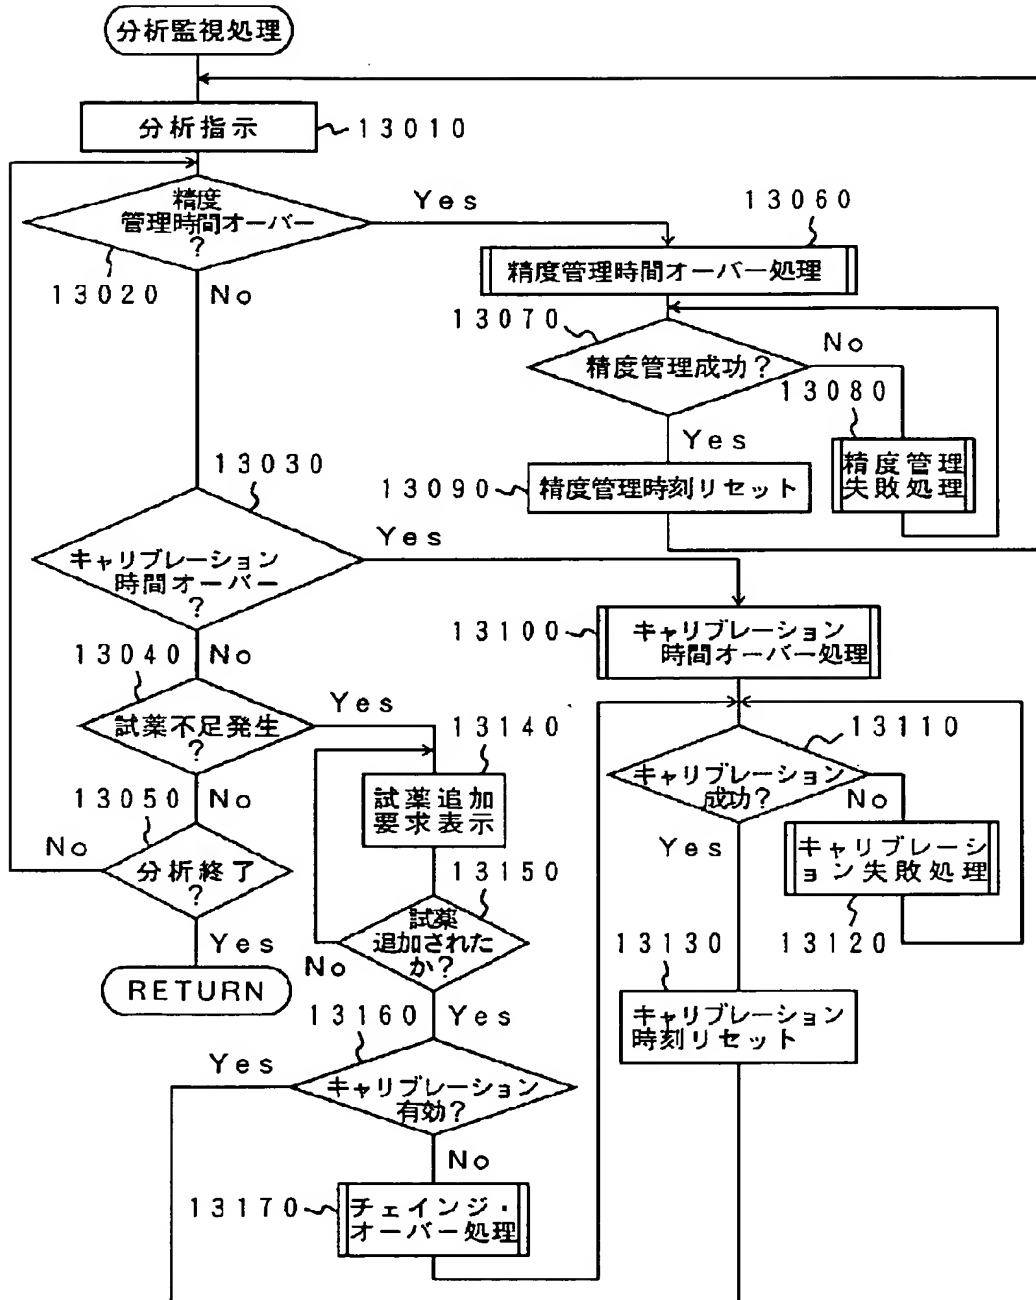 分析監視処理
分析指示
13010
精度
管理時間オーバー
?
Yes
13020
No
13060
精度管理時間オーバー処理
13070
精度管理成功?
No
13080
精度管理
失敗処理
Yes
13090
精度管理時刻リセット
13030
キャリブレーション
時間オーバー
?
Yes
13100
キャリブレーション
時間オーバー処理
13040
No
試薬不足発生
?
Yes
13140
試薬追加
要求表示
13110
キャリブレーション
成功?
No
13050
No
No
分析終了
?
Yes
RETURN
13150
試薬
追加された
か?
No
Yes
キャリブレーシ
ョン失敗処理
13120
13130
キャリブレーション
時刻リセット
13160
Yes
Yes
キャリブレーション
有効?
No
13170
チェインジ・
オーバー処理